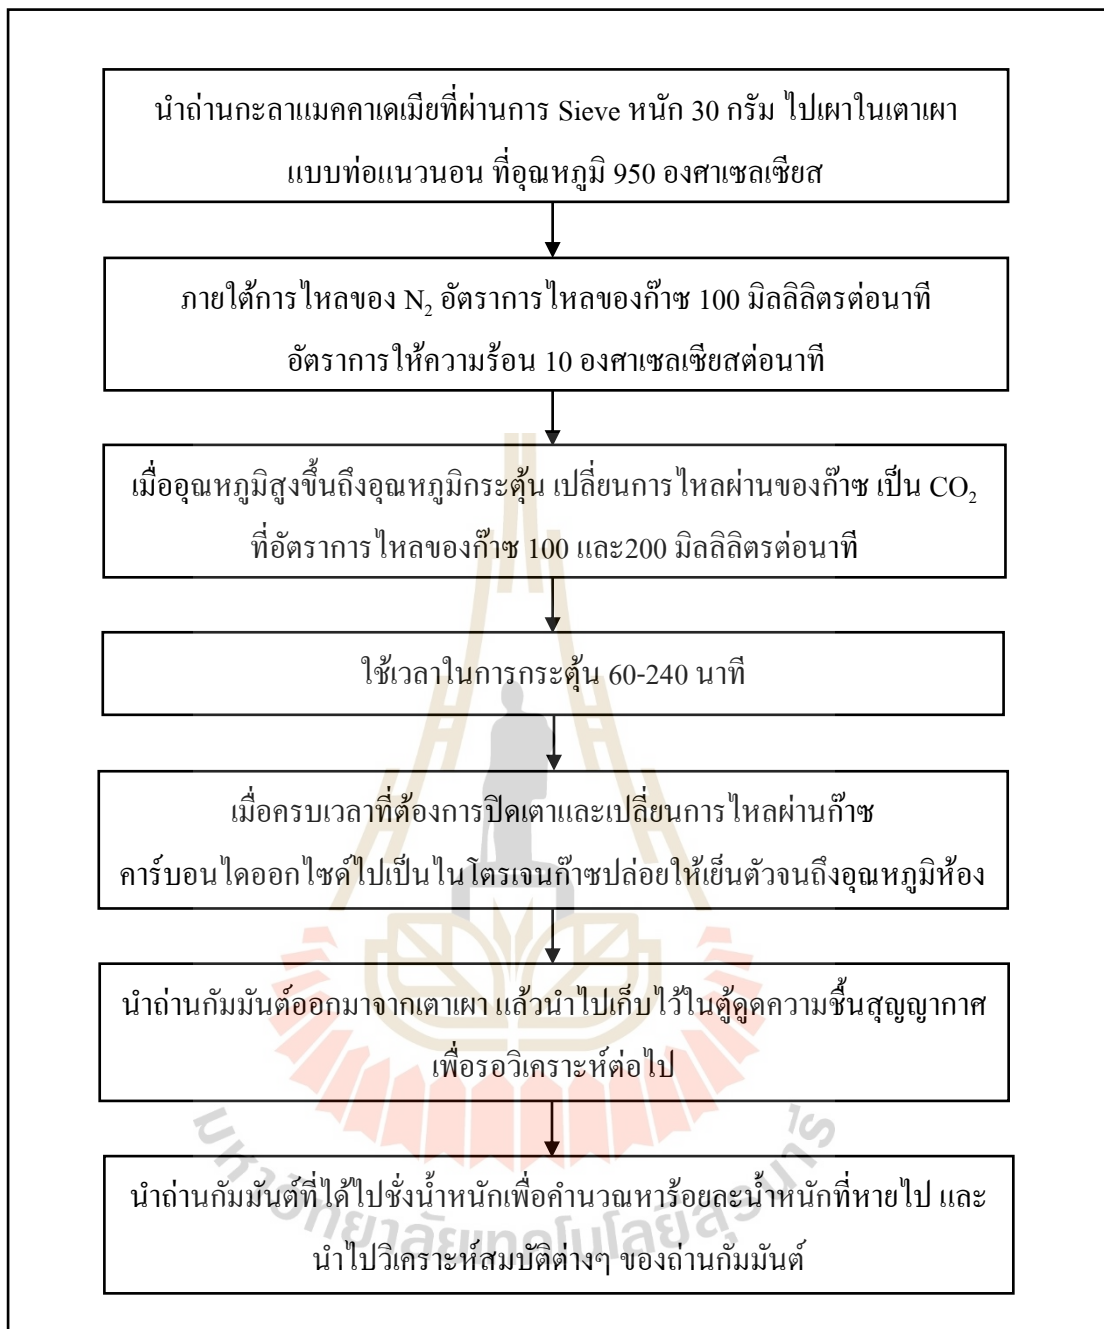 นำถ่านกะลาแมคคาเดเมียที่ผ่านการ Sieve หนัก 30 กรัม ไปเผาในเตาเผา
แบบท่อแนวนอน ที่อุณหภูมิ 950 องศาเซลเซียส
ภายใต้การไหลของ N₂ อัตราการไหลของก๊าซ 100 มิลลิลิตรต่อนาที
อัตราการให้ความร้อน 10 องศาเซลเซียสต่อนาที
เมื่ออุณหภูมิสูงขึ้นถึงอุณหภูมิกระตุ้น เปลี่ยนการไหลผ่านของก๊าซ เป็น CO₂
ที่อัตราการไหลของก๊าซ 100 และ200 มิลลิลิตรต่อนาที
ใช้เวลาในการกระตุ้น 60-240 นาที
เมื่อครบเวลาที่ต้องการปิดเตาและเปลี่ยนการไหลผ่านก๊าซ
คาร์บอนไดออกไซด์ไปเป็นไนโตรเจนก๊าซปล่อยให้เย็นตัวจนถึงอุณหภูมิห้อง
นำถ่านกัมมันต์ออกมาจากเตาเผา แล้วนำไปเก็บไว้ในตู้ดูดความชื้นสุญญากาศ
เพื่อรอวิเคราะห์ต่อไป
นำถ่านกัมมันต์ที่ได้ไปชั่งน้ำหนักเพื่อคำนวณหาร้อยละน้ำหนักที่หายไป และ
นำไปวิเคราะห์สมบัติต่างๆ ของถ่านกัมมันต์
มหาวิทยาลัยเทคโนโลยีสุรนารี